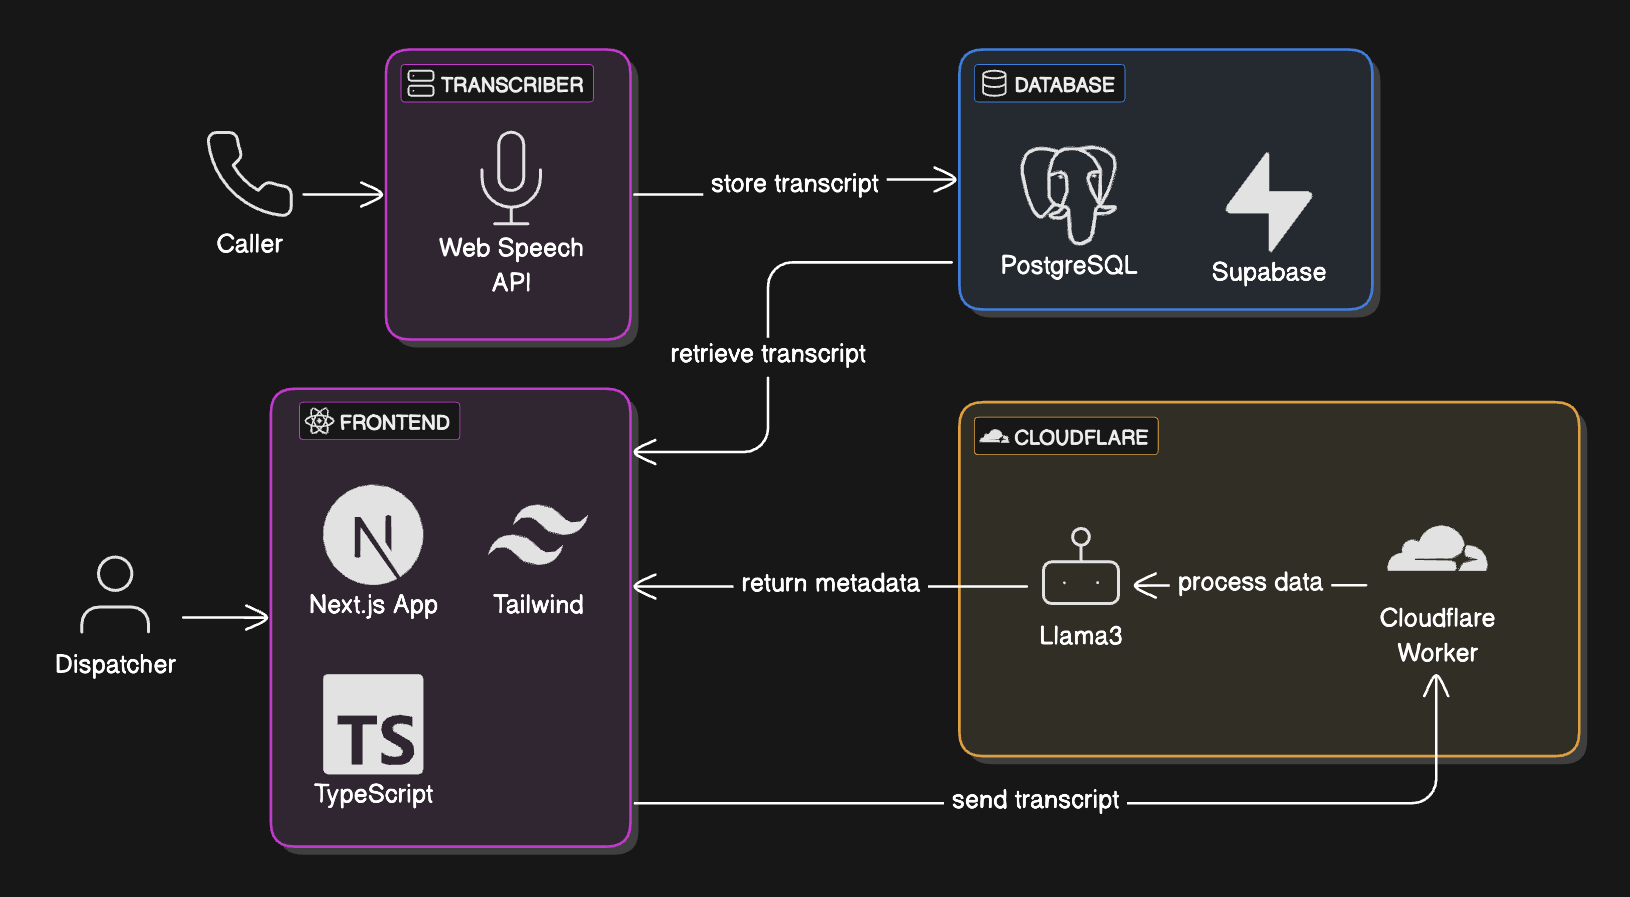 TRANSCRIBER
DATABASE
Caller
Web Speech
API
store transcript
PostgreSQL
Supabase
retrieve transcript
FRONTEND
CLOUDFLARE
N
Next.js App
Tailwind
return metadata
Llama3
process data
Cloudflare
Worker
Dispatcher
TS
TypeScript
send transcript